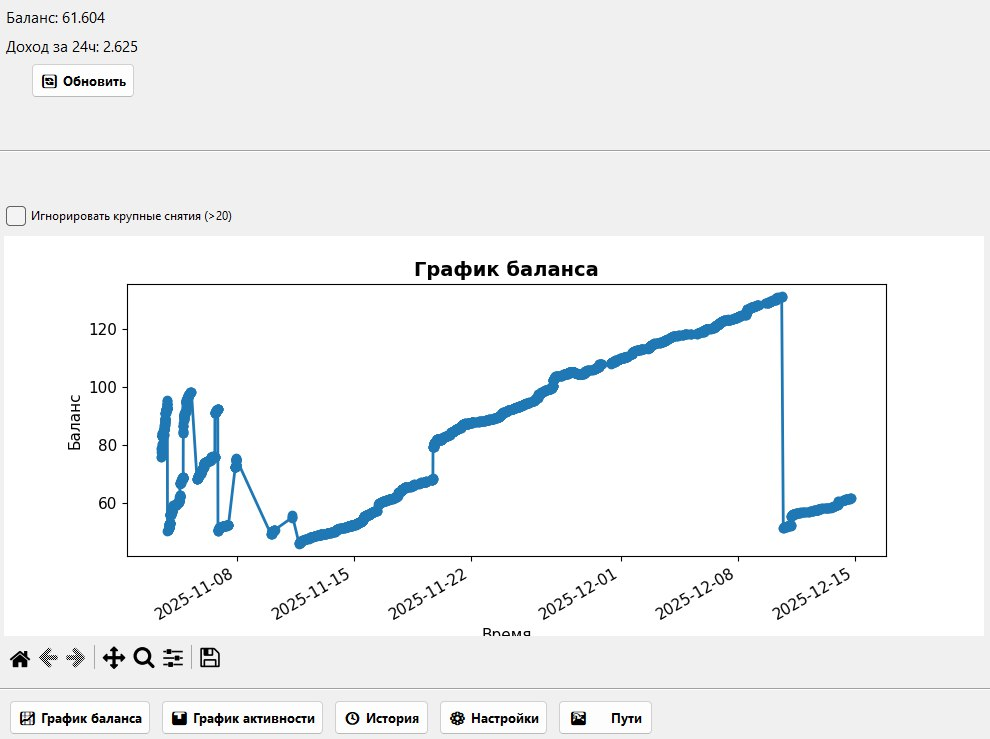 Баланс: 61.604
Доход за 24ч: 2.625
Обновить
Игнорировать крупные снятия (>20)
График баланса
120
100
80
60
Баланс
2025-11-08
2025-11-15
2025-11-22
2025-12-01
2025-12-08
2025-12-15
Время
График баланса
График активности
История
Настройки
Пути